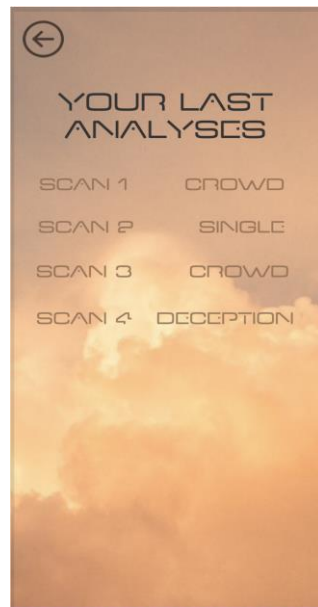 YOUR LAST
ANALYSES
SCAN 1 CROWD
SCAN 2 SINGLE
SCAN 3 CROWD
SCAN 4 DECEPTION